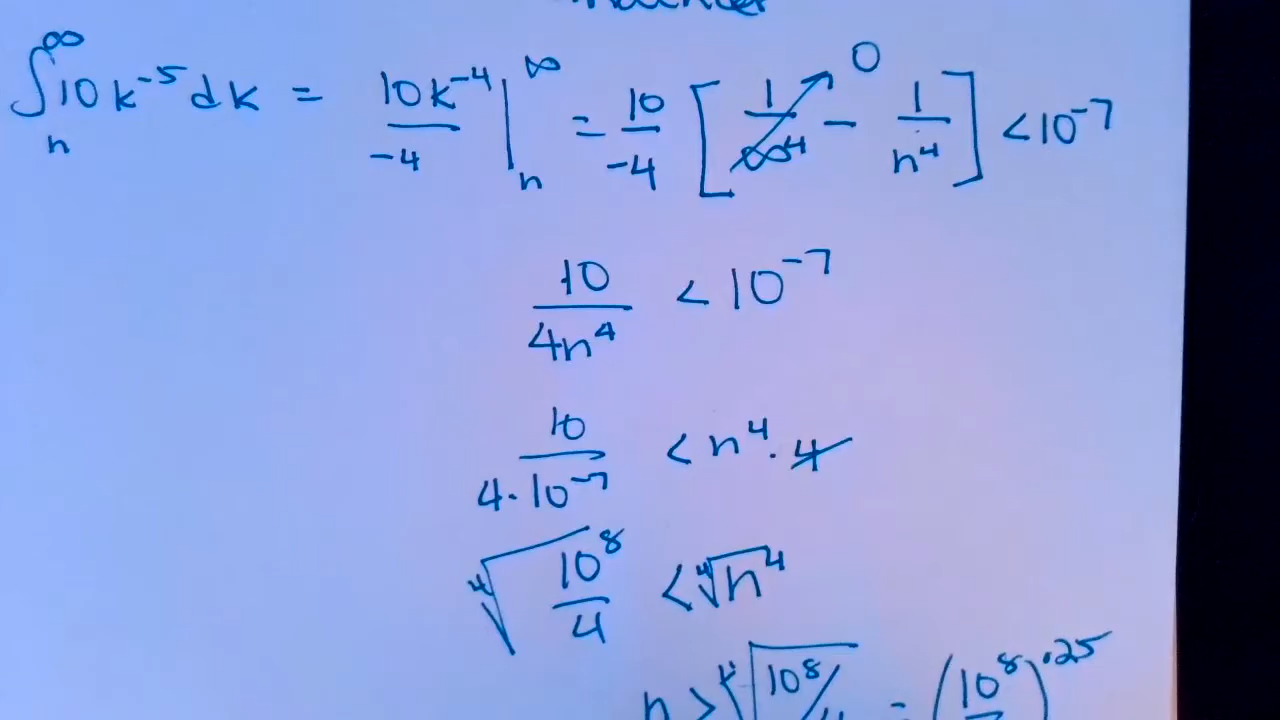 ∫ₙ^∞ 10k⁻⁵ dk = 10k⁻⁴/-4 |ₙ^∞ = 10/-4 [1/∞⁴ → 0 - 1/n⁴] < 10⁻⁷
10/4n⁴ < 10⁻⁷
10/4·10⁻⁷ < n⁴·4
⁴√10⁸/4 < ⁴√n⁴
n > ⁴√10⁸/4 = (10⁸)^.25